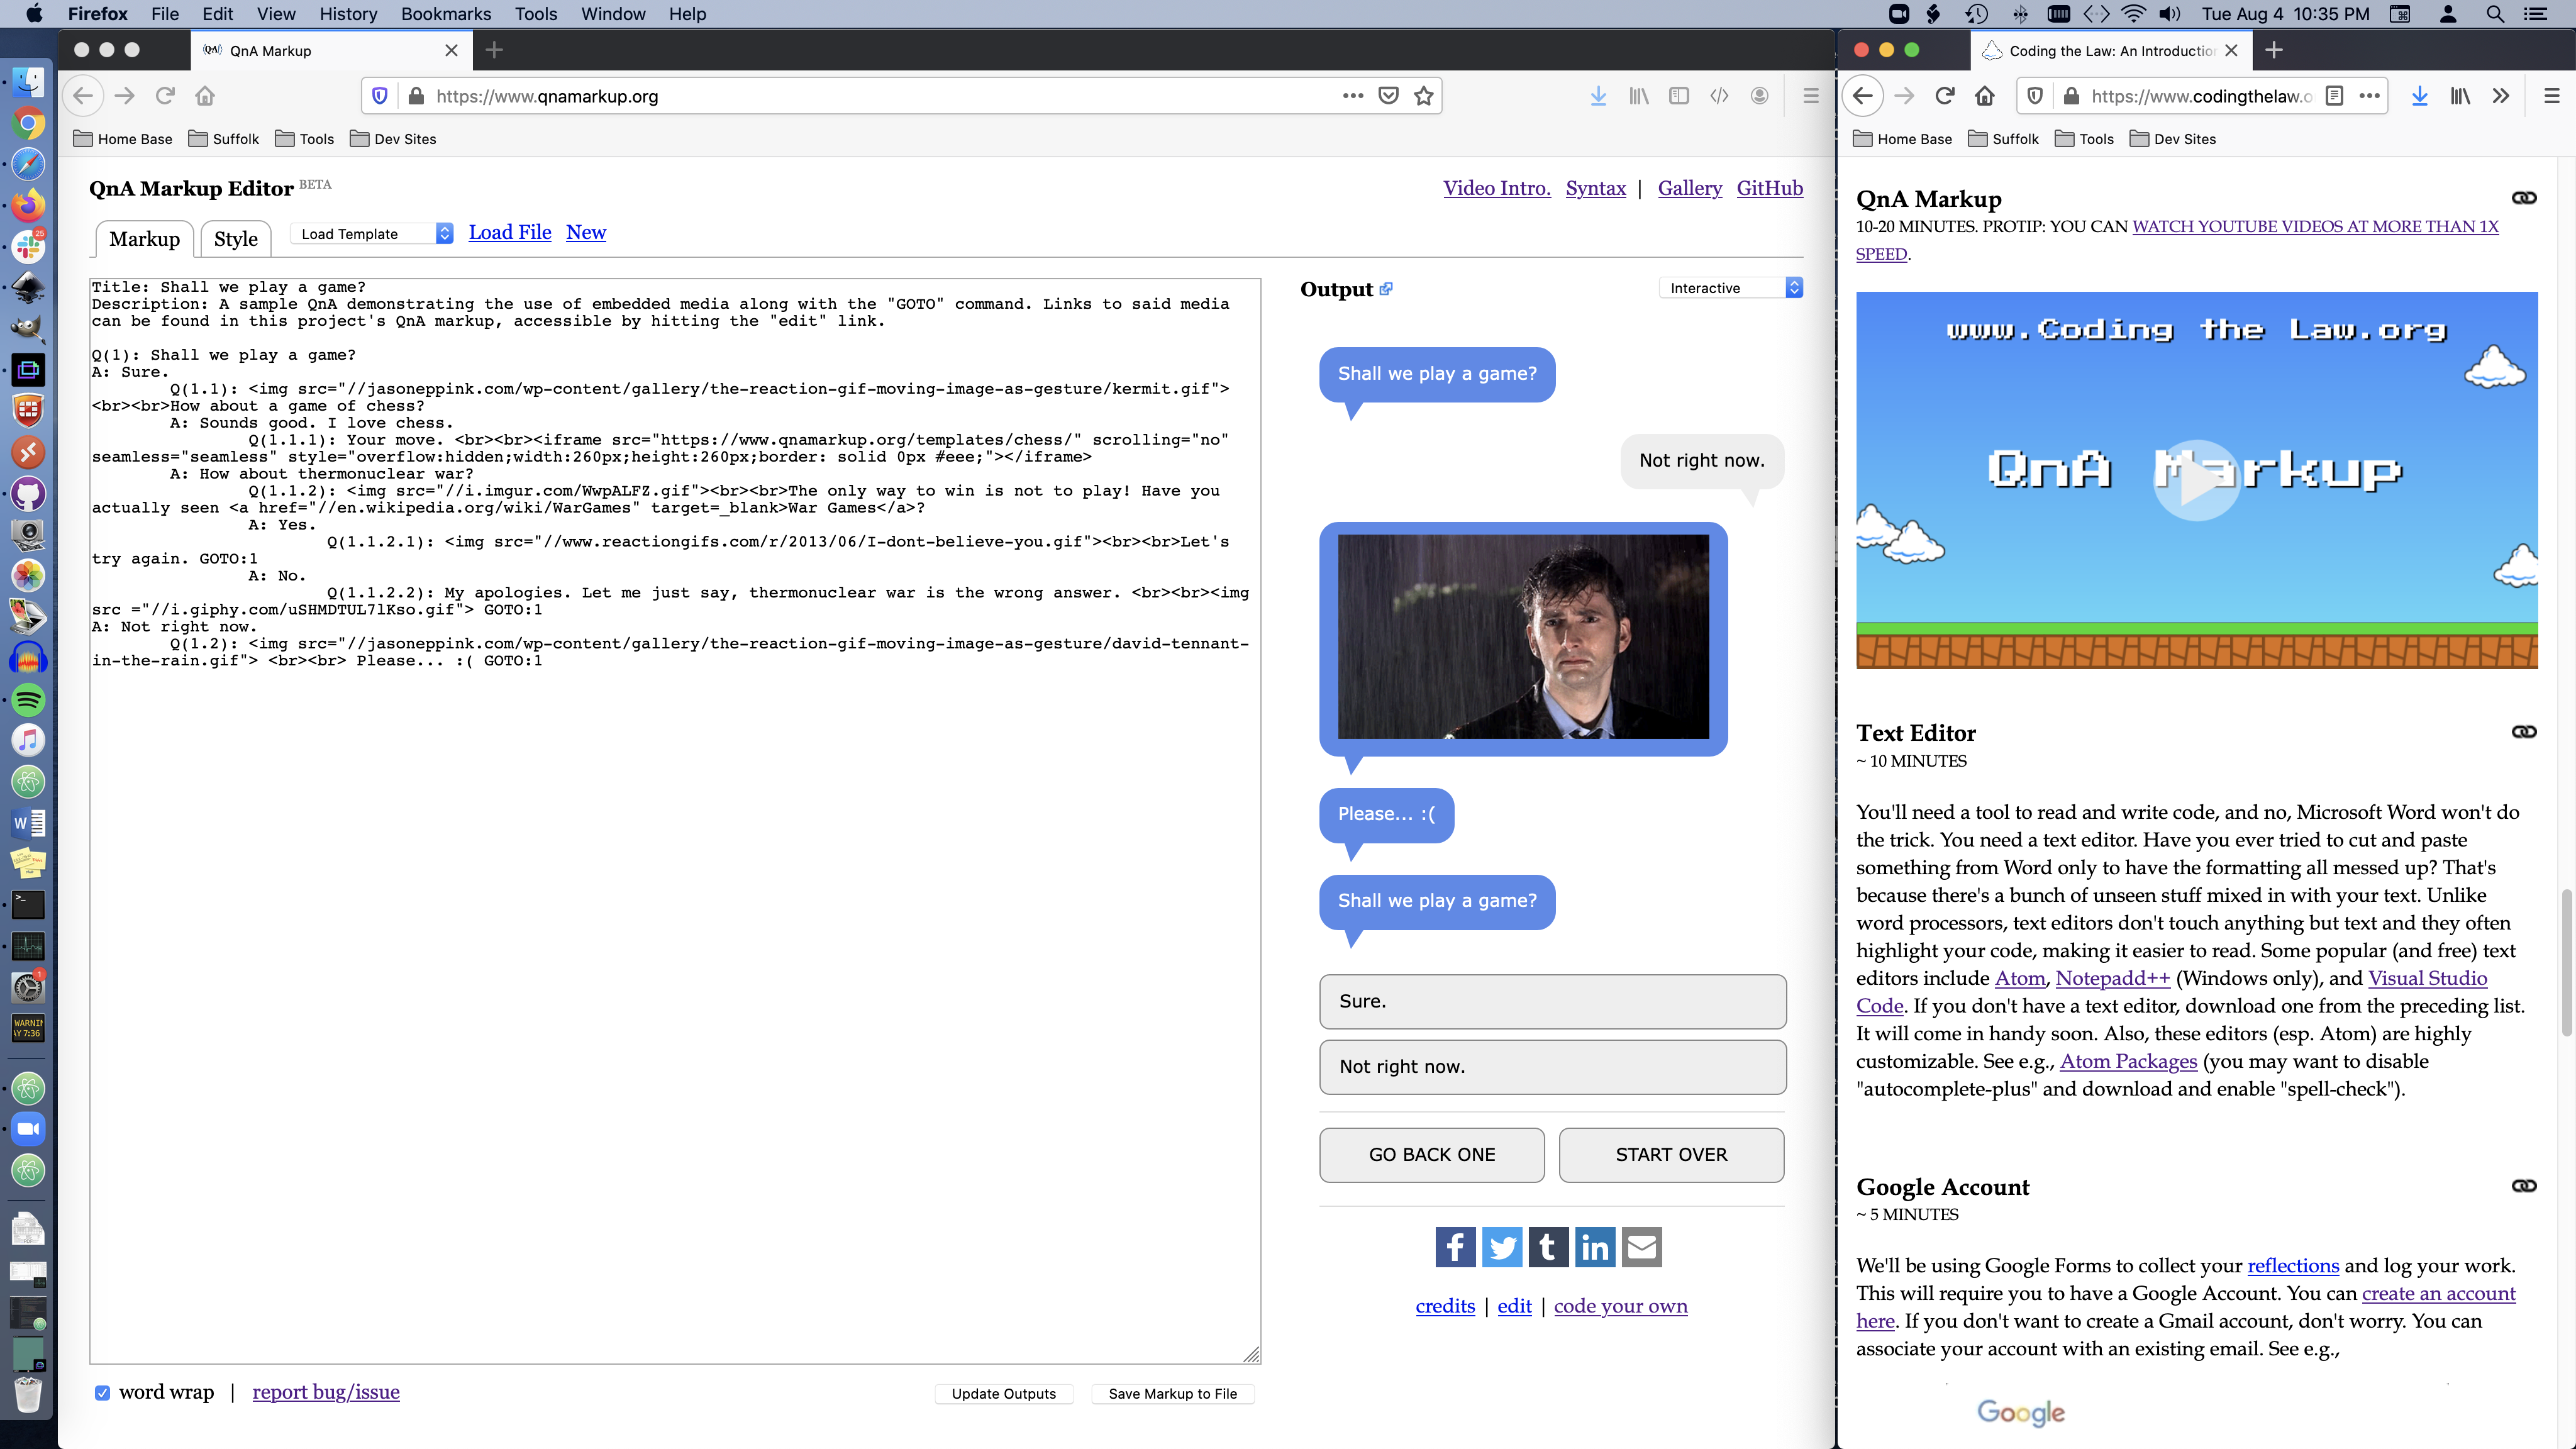 Firefox File Edit View History Bookmarks Tools Window Help
Tue Aug 4 10:35 PM
QnA Markup
https://www.qnamarkup.org
Home Base Suffolk Tools Dev Sites
QnA Markup Editor BETA
Video Intro. Syntax | Gallery GitHub
Markup Style Load Template Load File New
Title: Shall we play a game?
Description: A sample QnA demonstrating the use of embedded media along with the "GOTO" command. Links to said media
can be found in this project's QnA markup, accessible by hitting the "edit" link.
Q(1): Shall we play a game?
A: Sure.
Q(1.1): <img src="//jasoneppink.com/wp-content/gallery/the-reaction-gif-moving-image-as-gesture/kermit.gif">
<br><br>How about a game of chess?
A: Sounds good. I love chess.
Q(1.1.1): Your move. <br><br><iframe src="https://www.qnamarkup.org/templates/chess/" scrolling="no"
seamless="seamless" style="overflow:hidden;width:260px;height:260px;border: solid 0px #eee;"></iframe>
A: How about thermonuclear war?
Q(1.1.2): <img src="//i.imgur.com/WwpALFZ.gif"><br><br>The only way to win is not to play! Have you
actually seen <a href="//en.wikipedia.org/wiki/WarGames" target=_blank>War Games</a>?
A: Yes.
Q(1.1.2.1): <img src="//www.reactiongifs.com/r/2013/06/I-dont-believe-you.gif"><br><br>Let's
try again. GOTO:1
A: No.
Q(1.1.2.2): My apologies. Let me just say, thermonuclear war is the wrong answer. <br><br><img
src ="//i.giphy.com/uSHMDTUL7lKso.gif"> GOTO:1
A: Not right now.
Q(1.2): <img src="//jasoneppink.com/wp-content/gallery/the-reaction-gif-moving-image-as-gesture/david-tennant-
in-the-rain.gif"> <br><br> Please... :( GOTO:1
word wrap | report bug/issue
Update Outputs Save Markup to File
Output Interactive
Shall we play a game?
Not right now.
Please... :(
Shall we play a game?
Sure.
Not right now.
GO BACK ONE START OVER
credits | edit | code your own
Coding the Law: An Introductio
https://www.codingthelaw.o
Home Base Suffolk Tools Dev Sites
QnA Markup
10-20 MINUTES. PROTIP: YOU CAN WATCH YOUTUBE VIDEOS AT MORE THAN 1X
SPEED.
www.Coding the Law.org
QnA Markup
Text Editor
~ 10 MINUTES
You'll need a tool to read and write code, and no, Microsoft Word won't do
the trick. You need a text editor. Have you ever tried to cut and paste
something from Word only to have the formatting all messed up? That's
because there's a bunch of unseen stuff mixed in with your text. Unlike
word processors, text editors don't touch anything but text and they often
highlight your code, making it easier to read. Some popular (and free) text
editors include Atom, Notepadd++ (Windows only), and Visual Studio
Code. If you don't have a text editor, download one from the preceding list.
It will come in handy soon. Also, these editors (esp. Atom) are highly
customizable. See e.g., Atom Packages (you may want to disable
"autocomplete-plus" and download and enable "spell-check").
Google Account
~ 5 MINUTES
We'll be using Google Forms to collect your reflections and log your work.
This will require you to have a Google Account. You can create an account
here. If you don't want to create a Gmail account, don't worry. You can
associate your account with an existing email. See e.g.,
Google